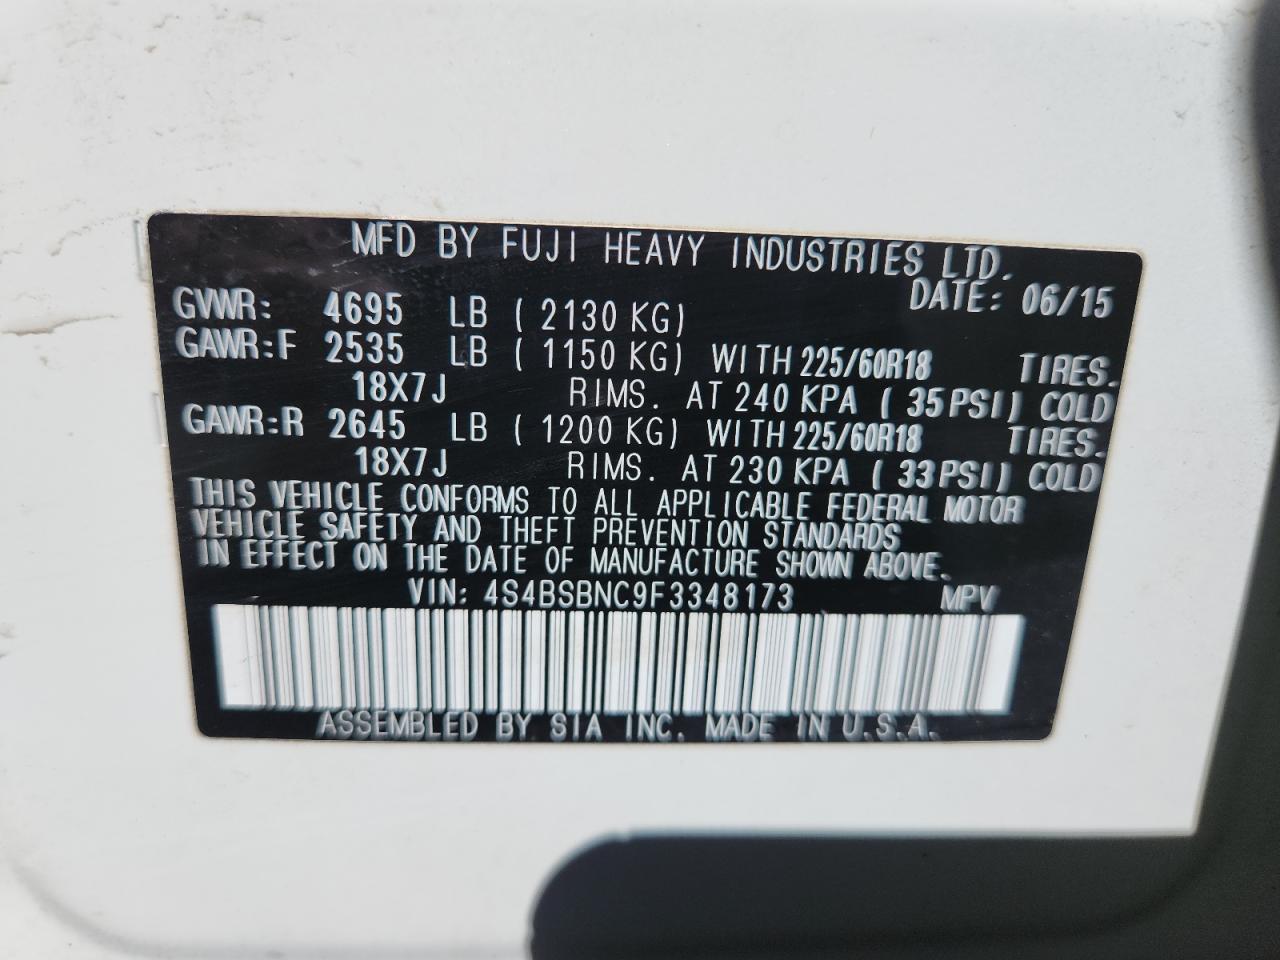 MFD BY FUJI HEAVY INDUSTRIES LTD.
DATE: 06/15
GVWR: 4695 LB ( 2130 KG)
GAWR:F 2535 LB ( 1150 KG) WITH 225/60R18 TIRES.
18X7J RIMS. AT 240 KPA ( 35PSI) COLD
GAWR:R 2645 LB ( 1200 KG) WITH 225/60R18 TIRES.
18X7J RIMS. AT 230 KPA ( 33PSI) COLD
THIS VEHICLE CONFORMS TO ALL APPLICABLE FEDERAL MOTOR
VEHICLE SAFETY AND THEFT PREVENTION STANDARDS
IN EFFECT ON THE DATE OF MANUFACTURE SHOWN ABOVE.
VIN: 4S4BSBNC9F3348173 MPV
ASSEMBLED BY SIA INC. MADE IN U.S.A.